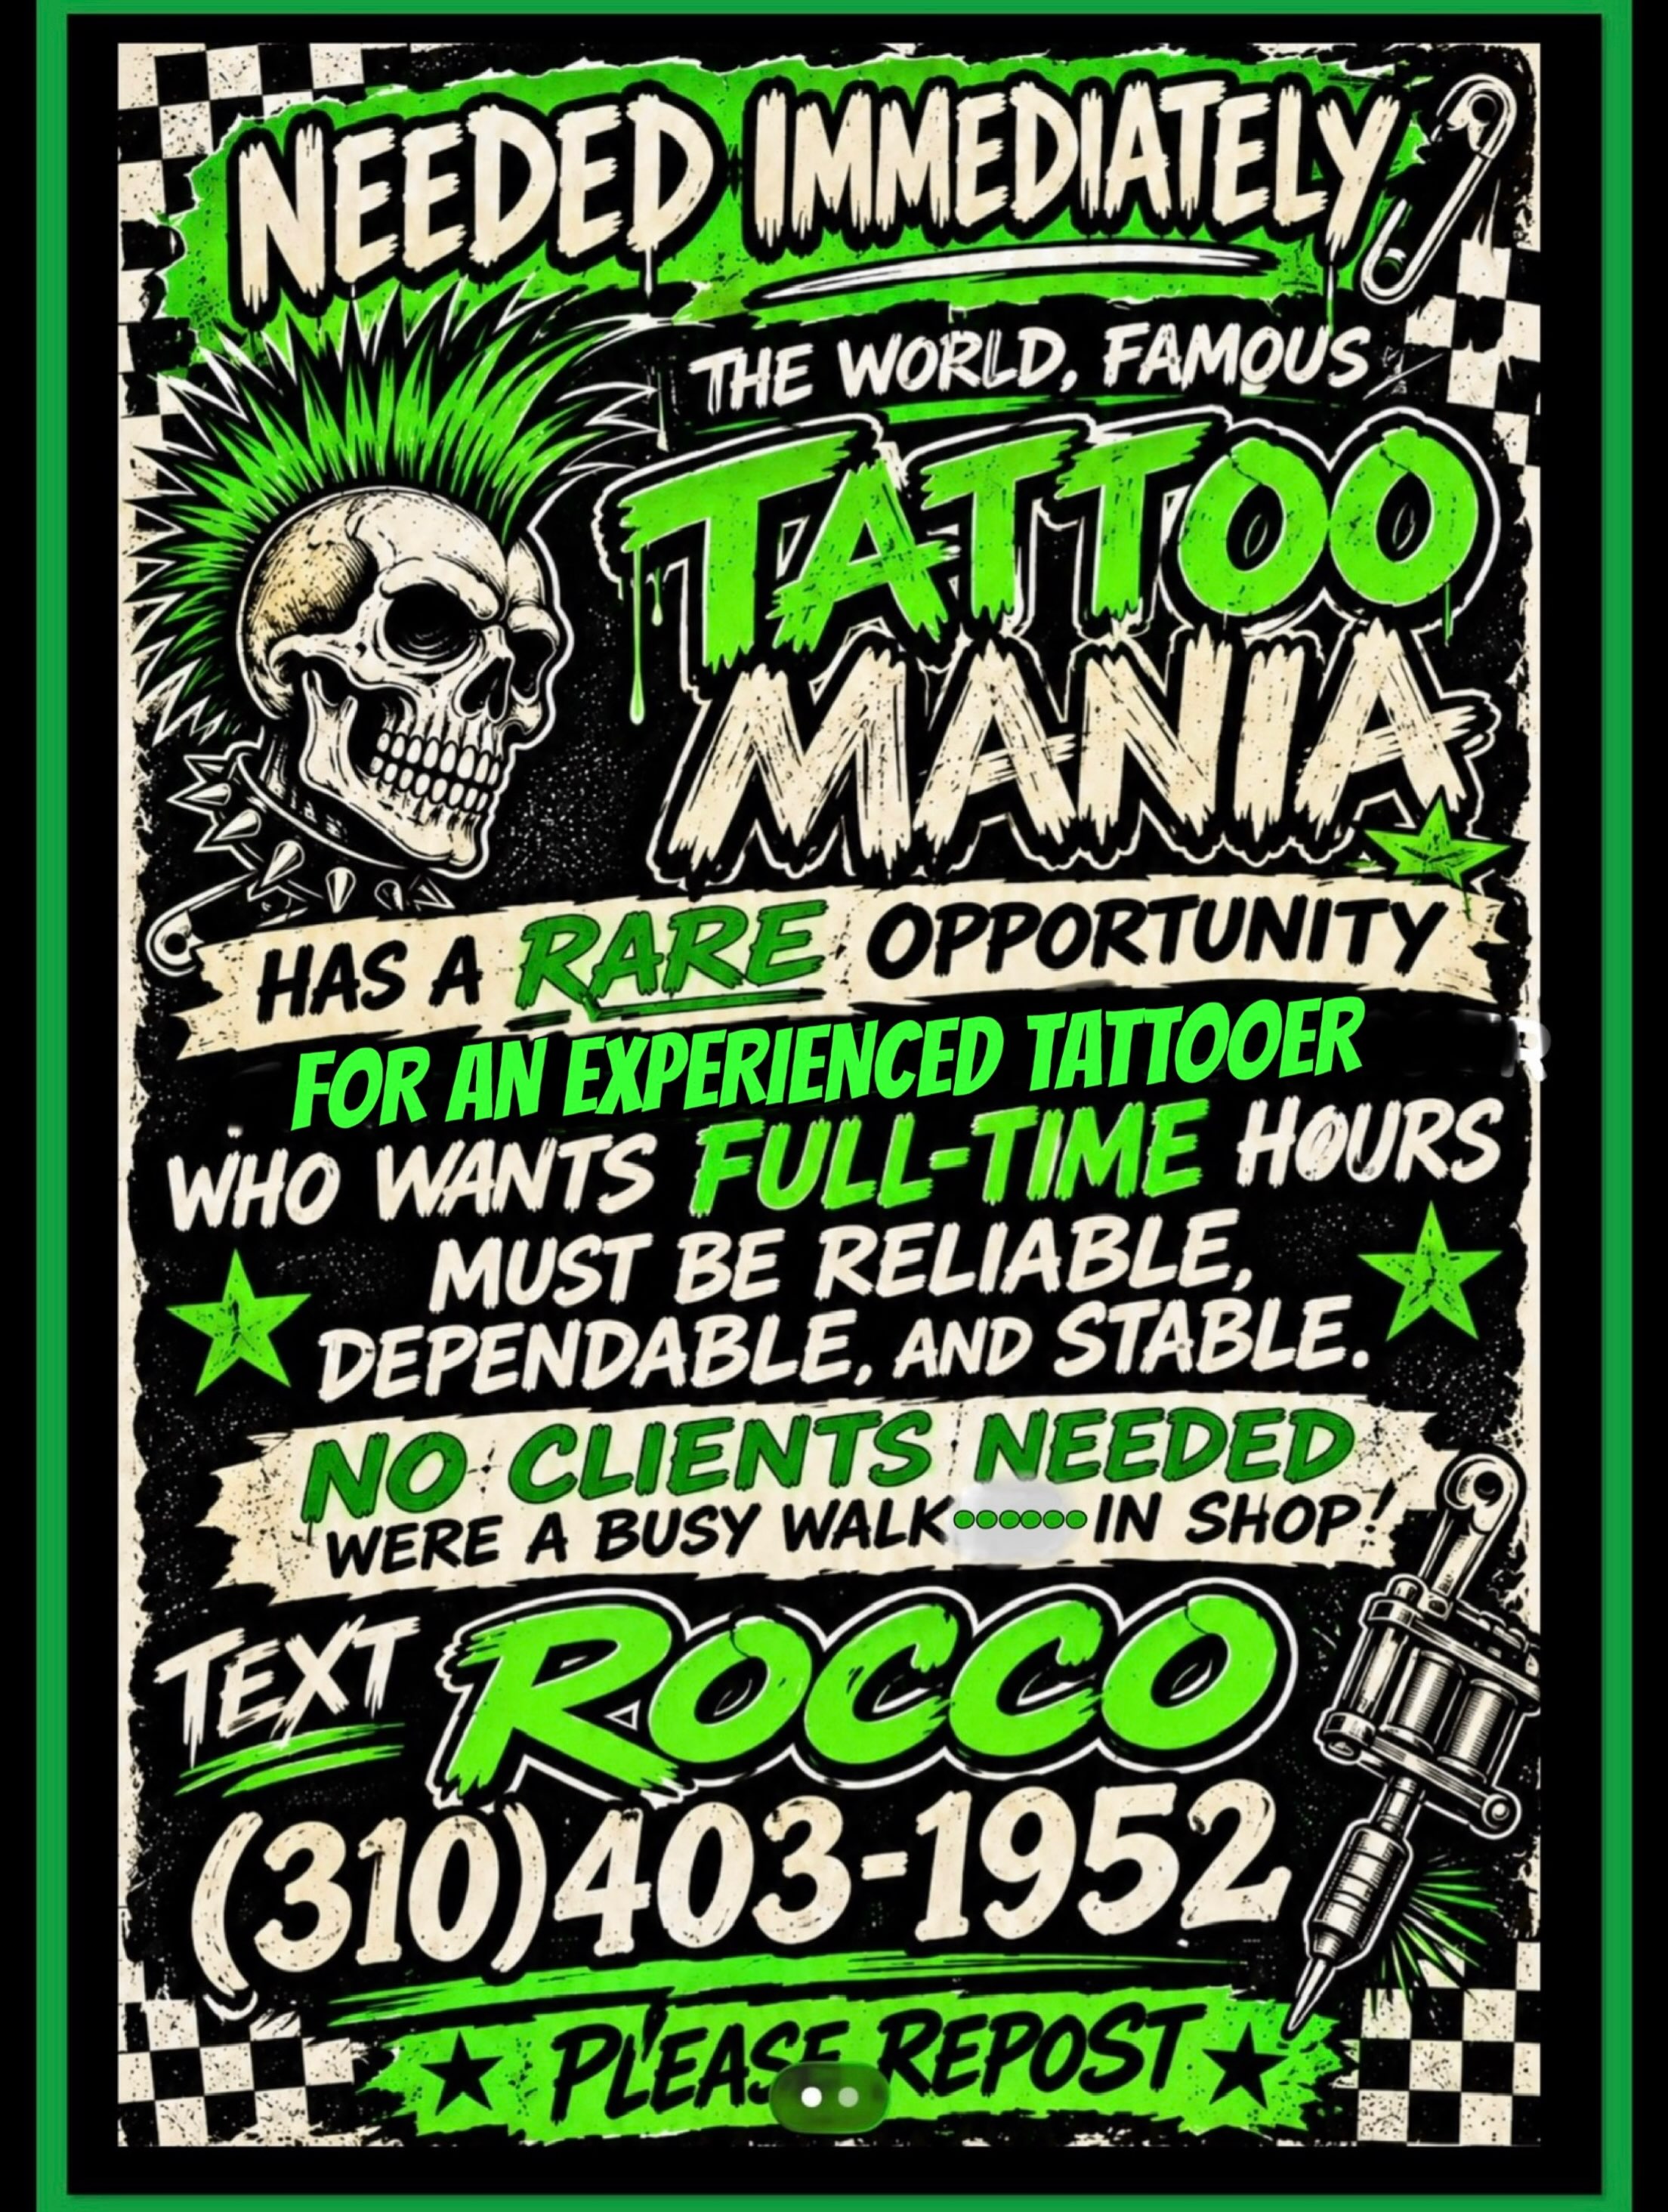 NEEDED IMMEDIATELY
THE WORLD, FAMOUS
TATTOO
MANIA
HAS A RARE OPPORTUNITY
FOR AN EXPERIENCED TATTOOER
R
WHO WANTS FULL-TIME HOURS
MUST BE RELIABLE,
DEPENDABLE, AND STABLE.
NO CLIENTS NEEDED
WERE A BUSY WALK••••••IN SHOP!
TEXT ROCCO
(310)403-1952
PLEASE REPOST